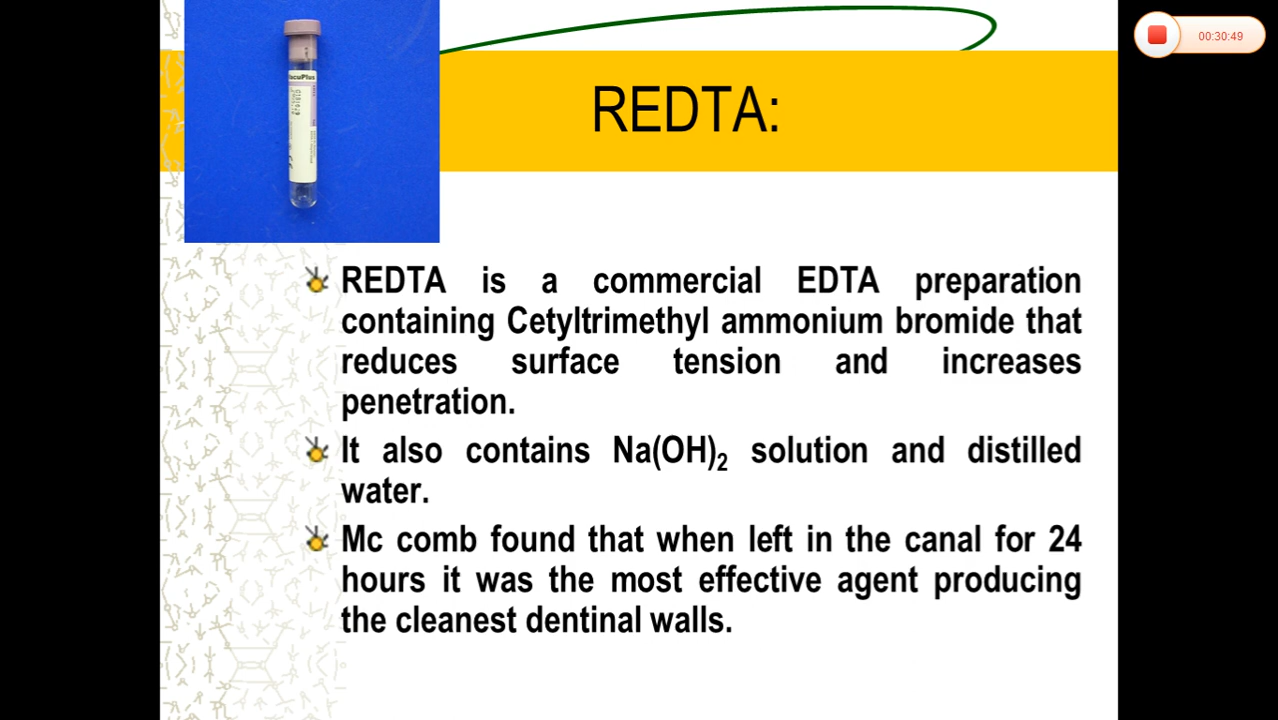 00:30:49
REDTA:
REDTA is a commercial EDTA preparation
containing Cetyltrimethyl ammonium bromide that
reduces surface tension and increases
penetration.
It also contains Na(OH)₂ solution and distilled
water.
Mc comb found that when left in the canal for 24
hours it was the most effective agent producing
the cleanest dentinal walls.